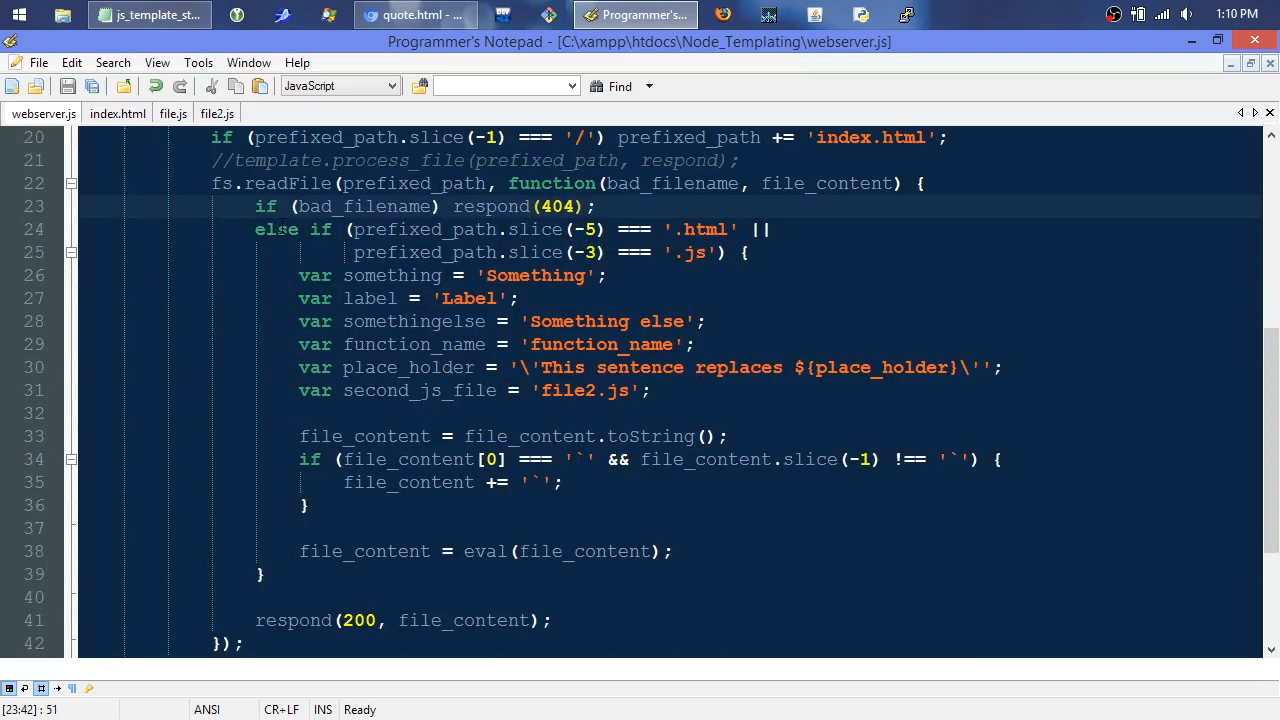 js_template_st...
quote.html - ...
Programmer's...
1:10 PM
Programmer's Notepad - [C:\xampp\htdocs\Node_Templating\webserver.js]
File Edit Search View Tools Window Help
JavaScript
Find
webserver.js index.html file.js file2.js
20 if (prefixed_path.slice(-1) === '/') prefixed_path += 'index.html';
21 //template.process_file(prefixed_path, respond);
22 fs.readFile(prefixed_path, function(bad_filename, file_content) {
23 if (bad_filename) respond(404);
24 else if (prefixed_path.slice(-5) === '.html' ||
25 prefixed_path.slice(-3) === '.js') {
26 var something = 'Something';
27 var label = 'Label';
28 var somethingelse = 'Something else';
29 var function_name = 'function_name';
30 var place_holder = '\'This sentence replaces ${place_holder}\'';
31 var second_js_file = 'file2.js';
32
33 file_content = file_content.toString();
34 if (file_content[0] === '`' && file_content.slice(-1) !== '`') {
35 file_content += '`';
36 }
37
38 file_content = eval(file_content);
39 }
40
41 respond(200, file_content);
42 });
[23:42] : 51 ANSI CR+LF INS Ready